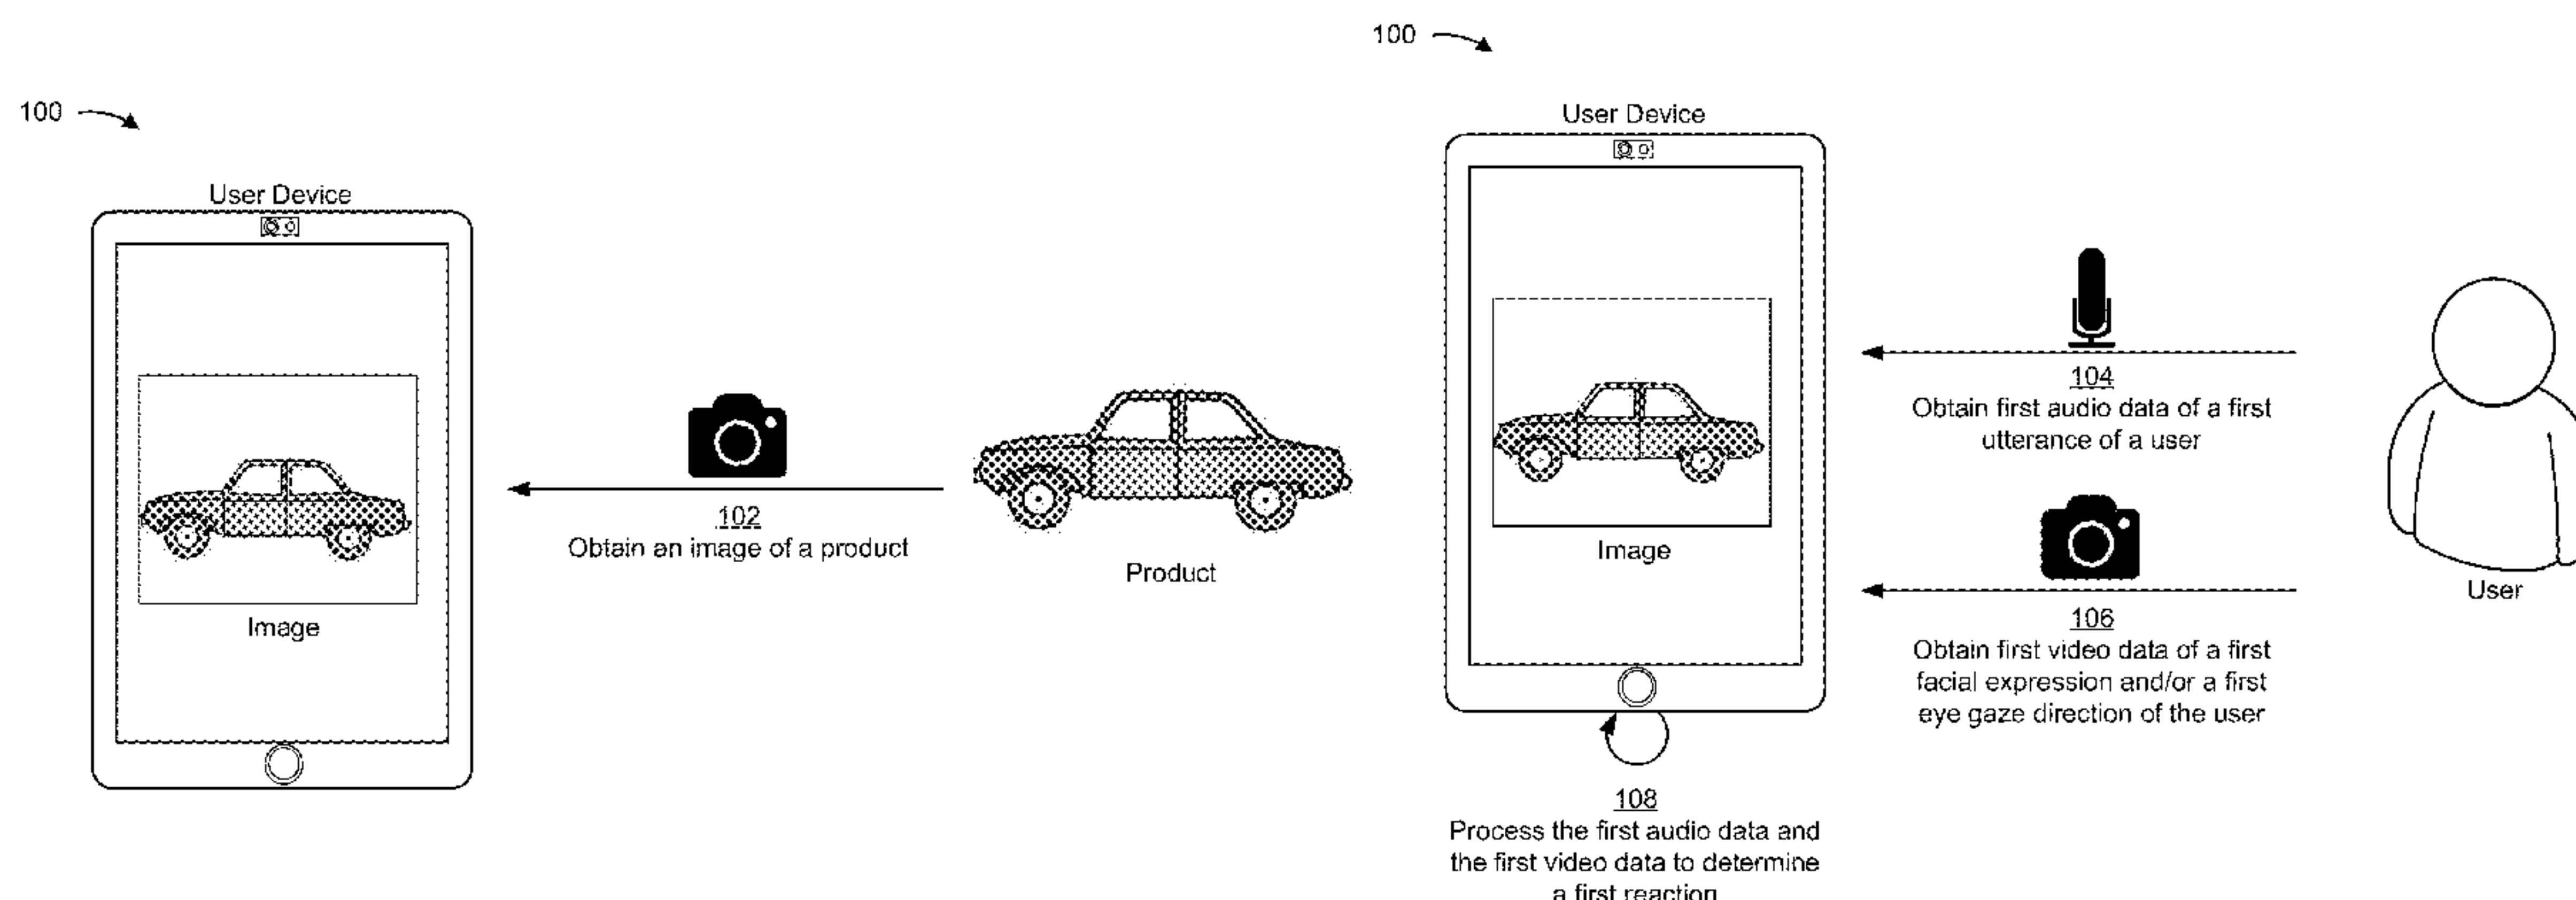 100
User Device
Image
102
Obtain an image of a product
Product
100
User Device
Image
104
Obtain first audio data of a first
utterance of a user
106
Obtain first video data of a first
facial expression and/or a first
eye gaze direction of the user
User
108
Process the first audio data and
the first video data to determine
a first reaction